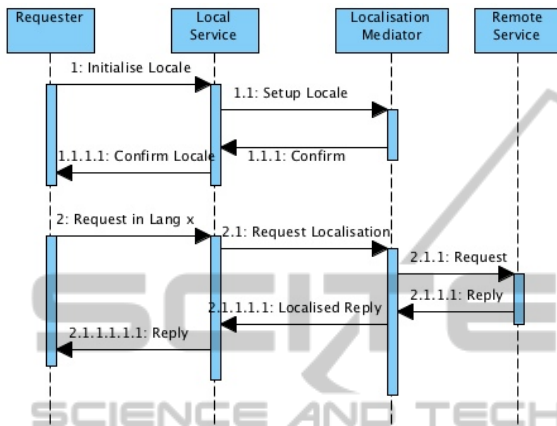 Requester
Local
Service
Localisation
Mediator
Remote
Service
1: Initialise Locale
1.1: Setup Locale
1.1.1: Confirm
1.1.1.1: Confirm Locale
2: Request in Lang x
2.1: Request Localisation
2.1.1: Request
2.1.1.1: Reply
2.1.1.1.1: Localised Reply
2.1.1.1.1.1: Reply
SCITE
SCIENCE AND TECH